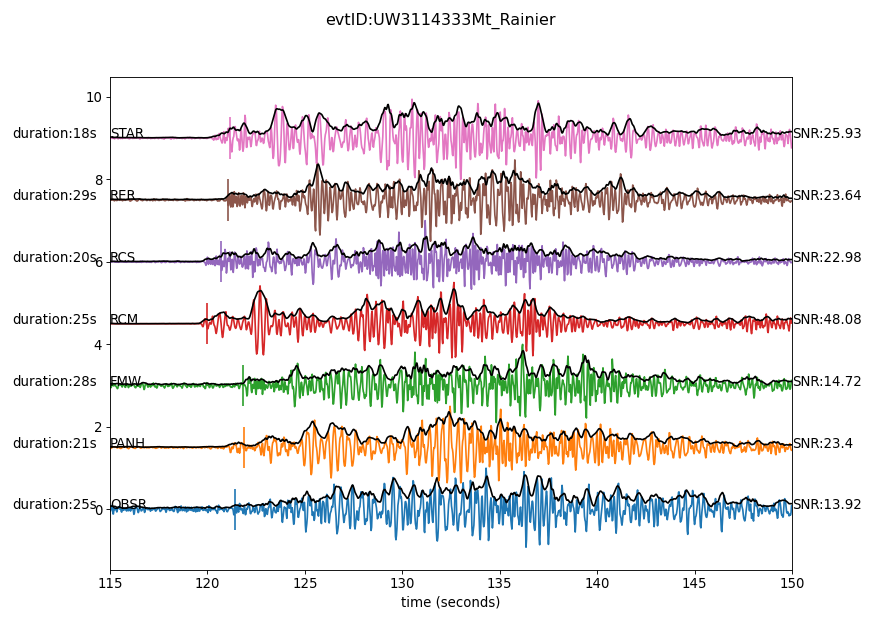 evtID:UW3114333Mt_Rainier
10
duration:18s STAR SNR:25.93
8
duration:29s RER SNR:23.64
duration:20s RCS SNR:22.98
6
duration:25s RCM SNR:48.08
4
duration:28s FMW SNR:14.72
2
duration:21s PANH SNR:23.4
duration:25s OBSR SNR:13.92
0
115 120 125 130 135 140 145 150
time (seconds)